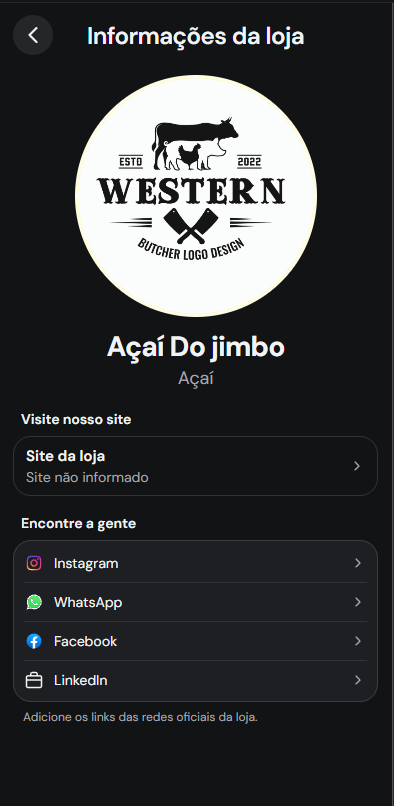 Informações da loja
ESTD 2022
WESTERN
BUTCHER LOGO DESIGN
Açaí Do jimbo
Açaí
Visite nosso site
Site da loja
Site não informado
Encontre a gente
Instagram
WhatsApp
Facebook
LinkedIn
Adicione os links das redes oficiais da loja.